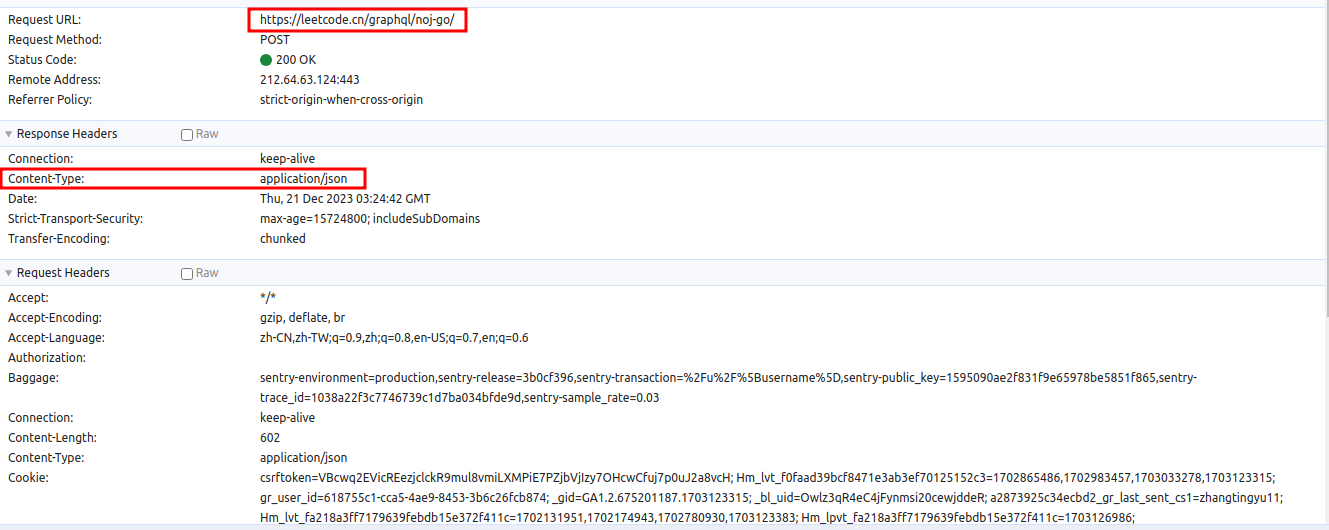 Request URL: https://leetcode.cn/graphql/noj-go/
Request Method: POST
Status Code: 200 OK
Remote Address: 212.64.63.124:443
Referrer Policy: strict-origin-when-cross-origin
Response Headers Raw
Connection: keep-alive
Content-Type: application/json
Date: Thu, 21 Dec 2023 03:24:42 GMT
Strict-Transport-Security: max-age=15724800; includeSubDomains
Transfer-Encoding: chunked
Request Headers Raw
Accept: */*
Accept-Encoding: gzip, deflate, br
Accept-Language: zh-CN,zh-TW;q=0.9,zh;q=0.8,en-US;q=0.7,en;q=0.6
Authorization:
Baggage: sentry-environment=production,sentry-release=3b0cf396,sentry-transaction=%2Fu%2F%5Busername%5D,sentry-public_key=1595090ae2f831f9e65978be5851f865,sentry-
trace_id=1038a22f3c7746739c1d7ba034bfde9d,sentry-sample_rate=0.03
Connection: keep-alive
Content-Length: 602
Content-Type: application/json
Cookie: csrftoken=VBcwq2EVicREEzjclckR9mul8vmiLXMPiE7PZjbVjIzy7OHcwCfuj7p0uJ2a8vcH; Hm_lvt_f0faad39bcf8471e3ab3ef70125152c3=1702865486,1702983457,1703033278,1703123315;
gr_user_id=618755c1-cca5-4ae9-8453-3b6c26fcb874; _gid=GA1.2.675201187.1703123315; _bl_uid=Owlz3qR4eC4jFynmsi20cewjddeR; a2873925c34ecbd2_gr_last_sent_cs1=zhangtingyu11;
Hm_lvt_fa218a3ff7179639febdb15e372f411c=1702131951,1702174943,1702780930,1703123383; Hm_lpvt_fa218a3ff7179639febdb15e372f411c=1703126986;